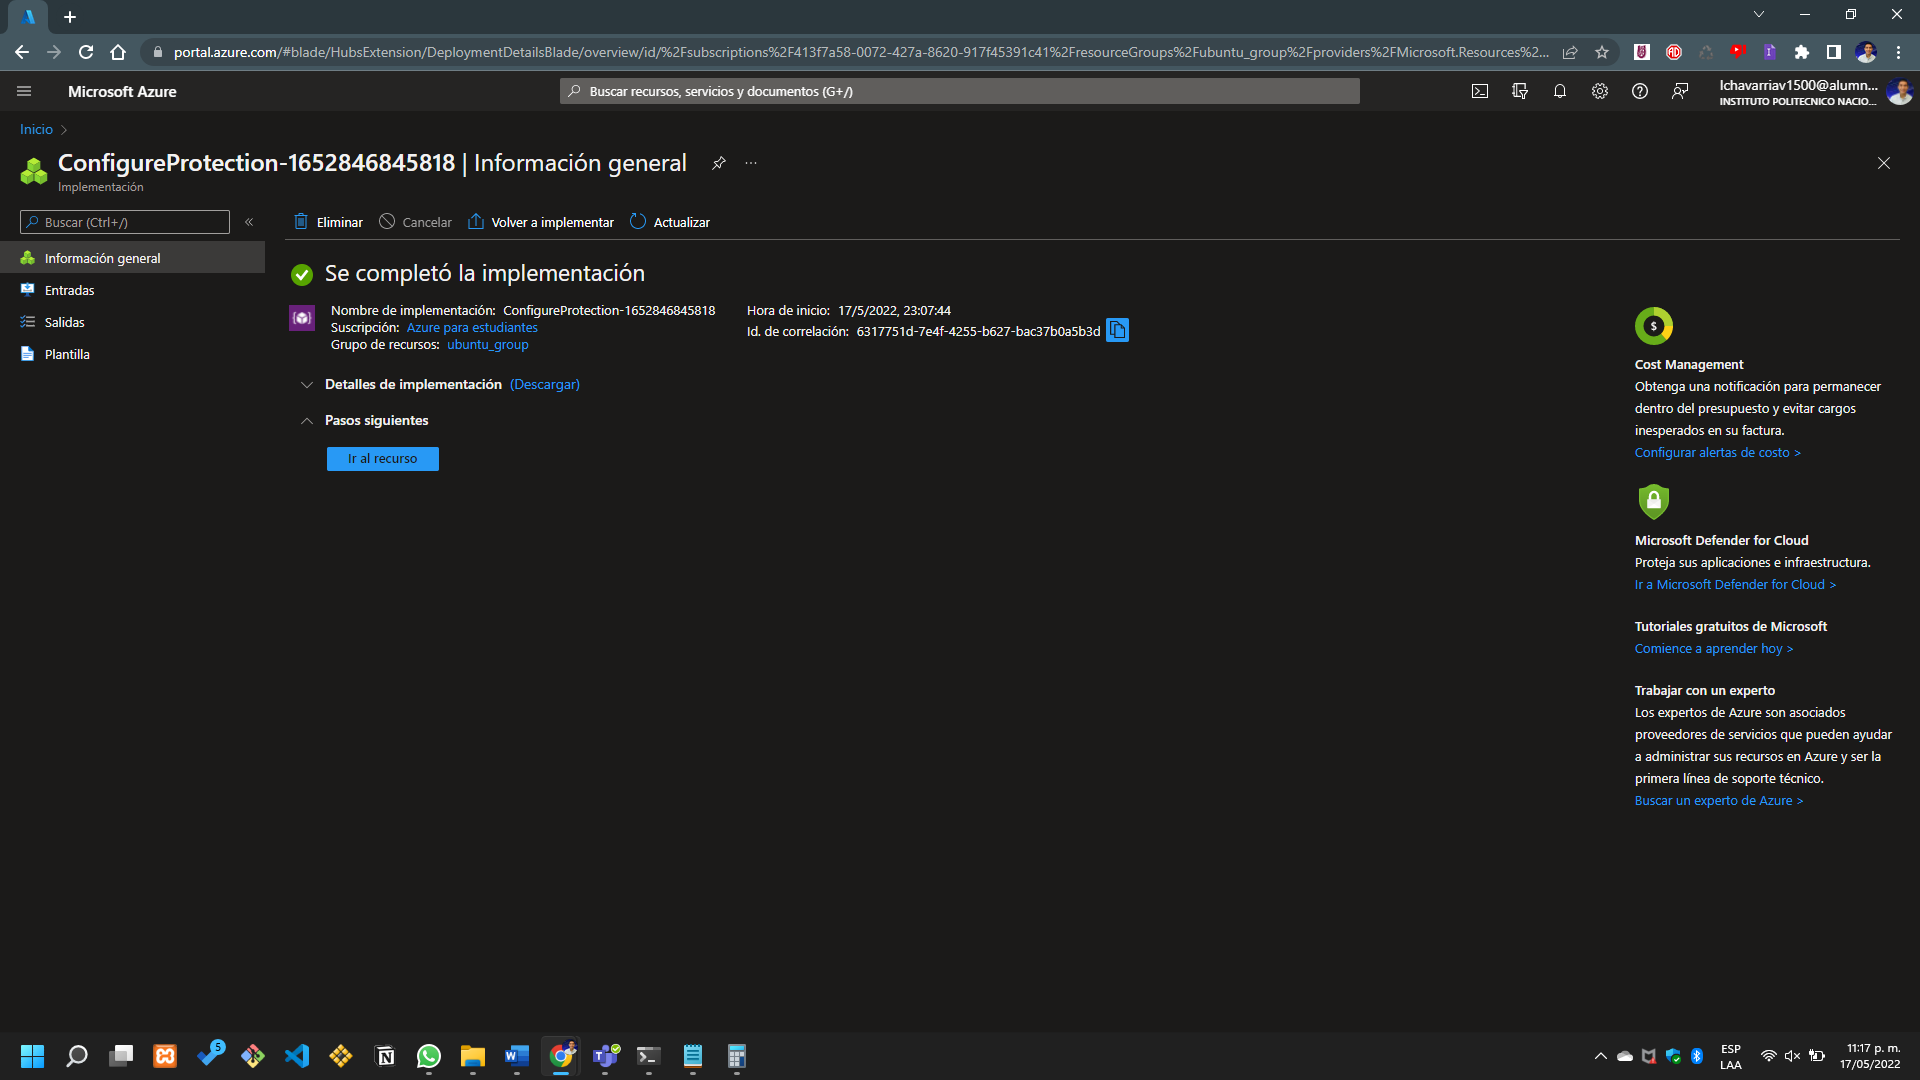 portal.azure.com/#blade/HubsExtension/DeploymentDetailsBlade/overview/id/%2Fsubscriptions%2F413f7a58-0072-427a-8620-917f45391c41%2FresourceGroups%2Fubuntu_group%2Fproviders%2FMicrosoft.Resources%2...
Microsoft Azure
Buscar recursos, servicios y documentos (G+/)
lchavarriav1500@alumn...
INSTITUTO POLITECNICO NACIO...
Inicio >
ConfigureProtection-1652846845818 | Información general
Implementación
Buscar (Ctrl+/)
Eliminar
Cancelar
Volver a implementar
Actualizar
Información general
Entradas
Salidas
Plantilla
Se completó la implementación
Nombre de implementación: ConfigureProtection-1652846845818
Suscripción: Azure para estudiantes
Grupo de recursos: ubuntu_group
Hora de inicio: 17/5/2022, 23:07:44
Id. de correlación: 6317751d-7e4f-4255-b627-bac37b0a5b3d
Detalles de implementación (Descargar)
Pasos siguientes
Ir al recurso
Cost Management
Obtenga una notificación para permanecer
dentro del presupuesto y evitar cargos
inesperados en su factura.
Configurar alertas de costo >
Microsoft Defender for Cloud
Proteja sus aplicaciones e infraestructura.
Ir a Microsoft Defender for Cloud >
Tutoriales gratuitos de Microsoft
Comience a aprender hoy >
Trabajar con un experto
Los expertos de Azure son asociados
proveedores de servicios que pueden ayudar
a administrar sus recursos en Azure y ser la
primera línea de soporte técnico.
Buscar un experto de Azure >
5
ESP
LAA
11:17 p. m.
17/05/2022